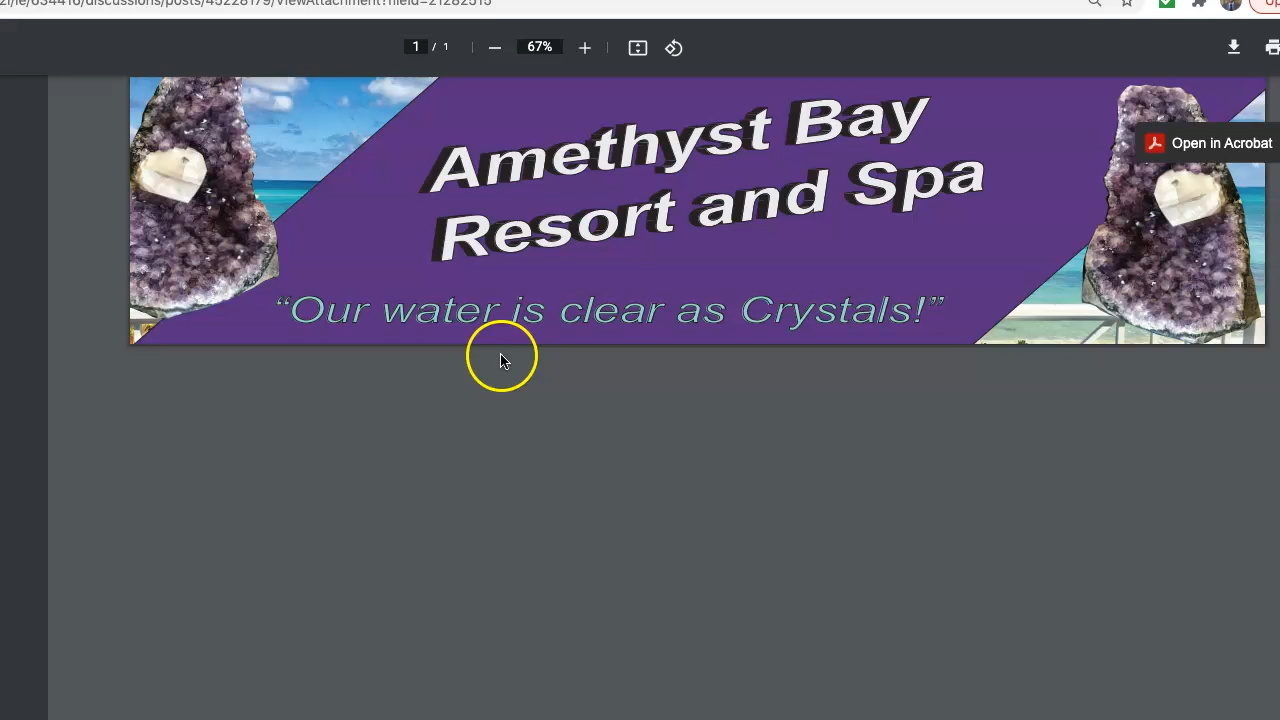 1 / 1
67%
Open in Acrobat
Amethyst Bay
Resort and Spa
“Our water is clear as Crystals!”